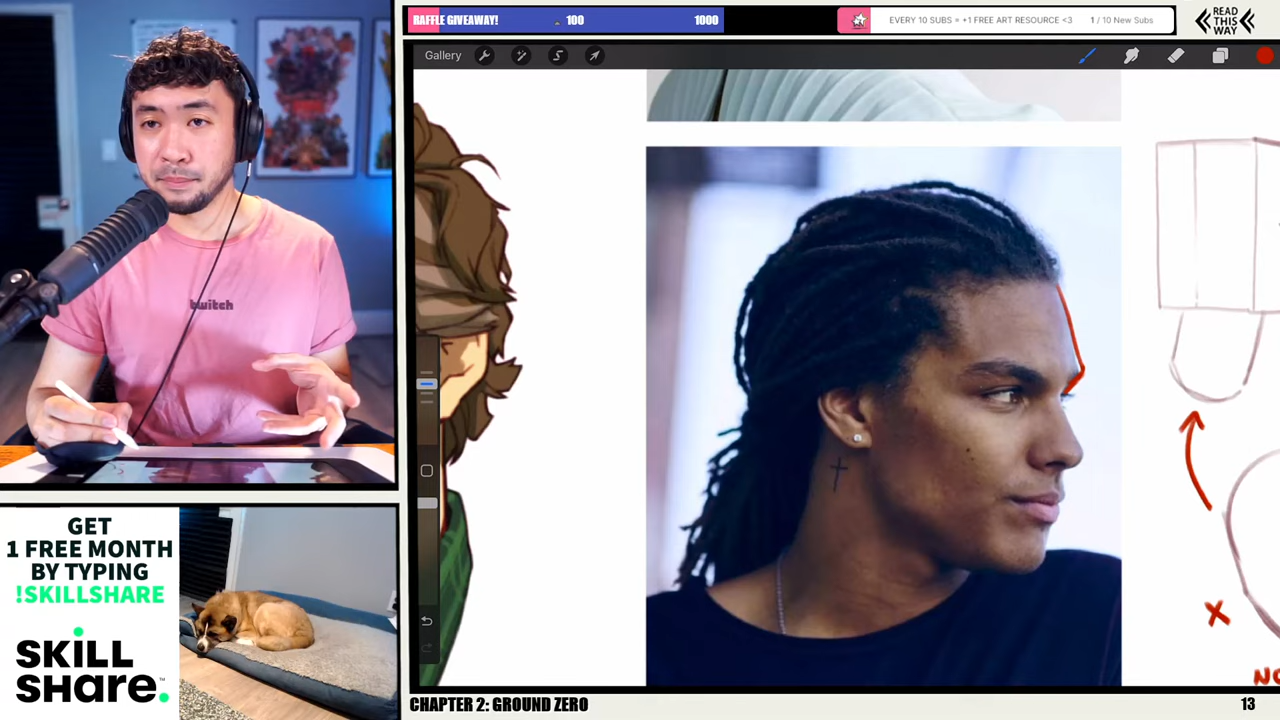 RAFFLE GIVEAWAY!
100
1000
EVERY 10 SUBS = +1 FREE ART RESOURCE <3
1 / 10 New Subs
READ
THIS
WAY
Gallery
twitch
GET
1 FREE MONTH
BY TYPING
!SKILLSHARE
SKILL
SHARE.
CHAPTER 2: GROUND ZERO
13